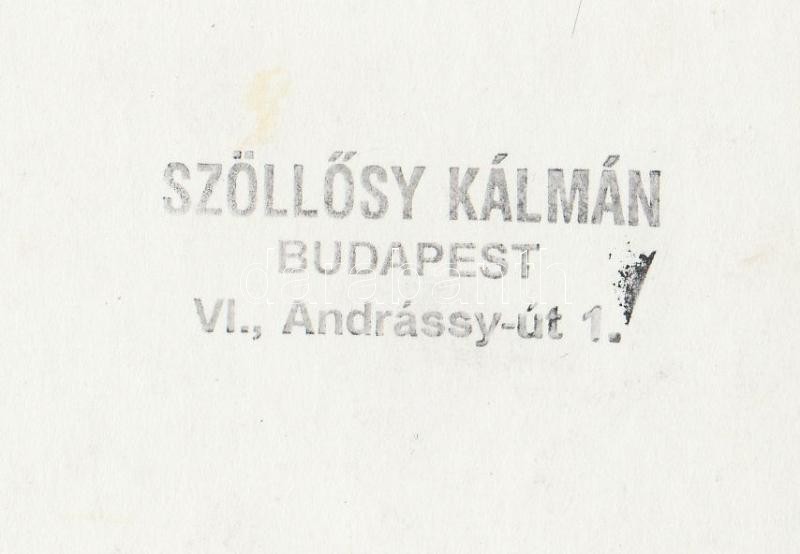 SZÖLLŐSY KÁLMÁN
BUDAPEST
VI., Andrássy-út 1.